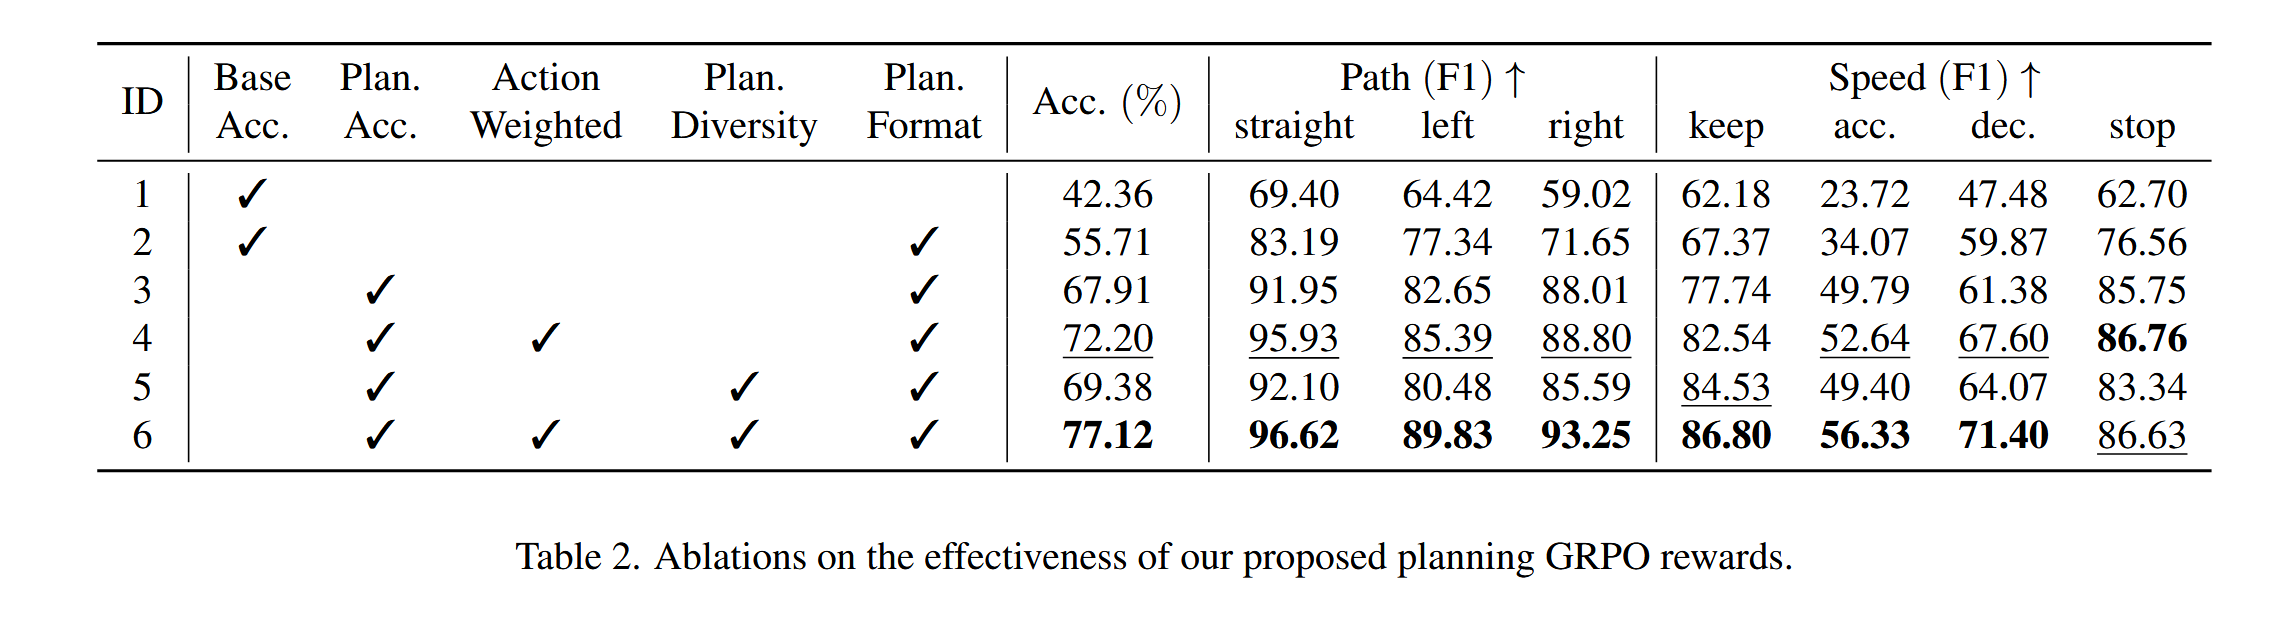 ID Base Acc. Plan. Acc. Action Weighted Plan. Diversity Plan. Format Acc. (%) Path (F1) ↑ Speed (F1) ↑
straight left right keep acc. dec. stop
1 ✓ 42.36 69.40 64.42 59.02 62.18 23.72 47.48 62.70
2 ✓ ✓ 55.71 83.19 77.34 71.65 67.37 34.07 59.87 76.56
3 ✓ ✓ 67.91 91.95 82.65 88.01 77.74 49.79 61.38 85.75
4 ✓ ✓ ✓ 72.20 95.93 85.39 88.80 82.54 52.64 67.60 86.76
5 ✓ ✓ ✓ 69.38 92.10 80.48 85.59 84.53 49.40 64.07 83.34
6 ✓ ✓ ✓ ✓ 77.12 96.62 89.83 93.25 86.80 56.33 71.40 86.63
Table 2. Ablations on the effectiveness of our proposed planning GRPO rewards.